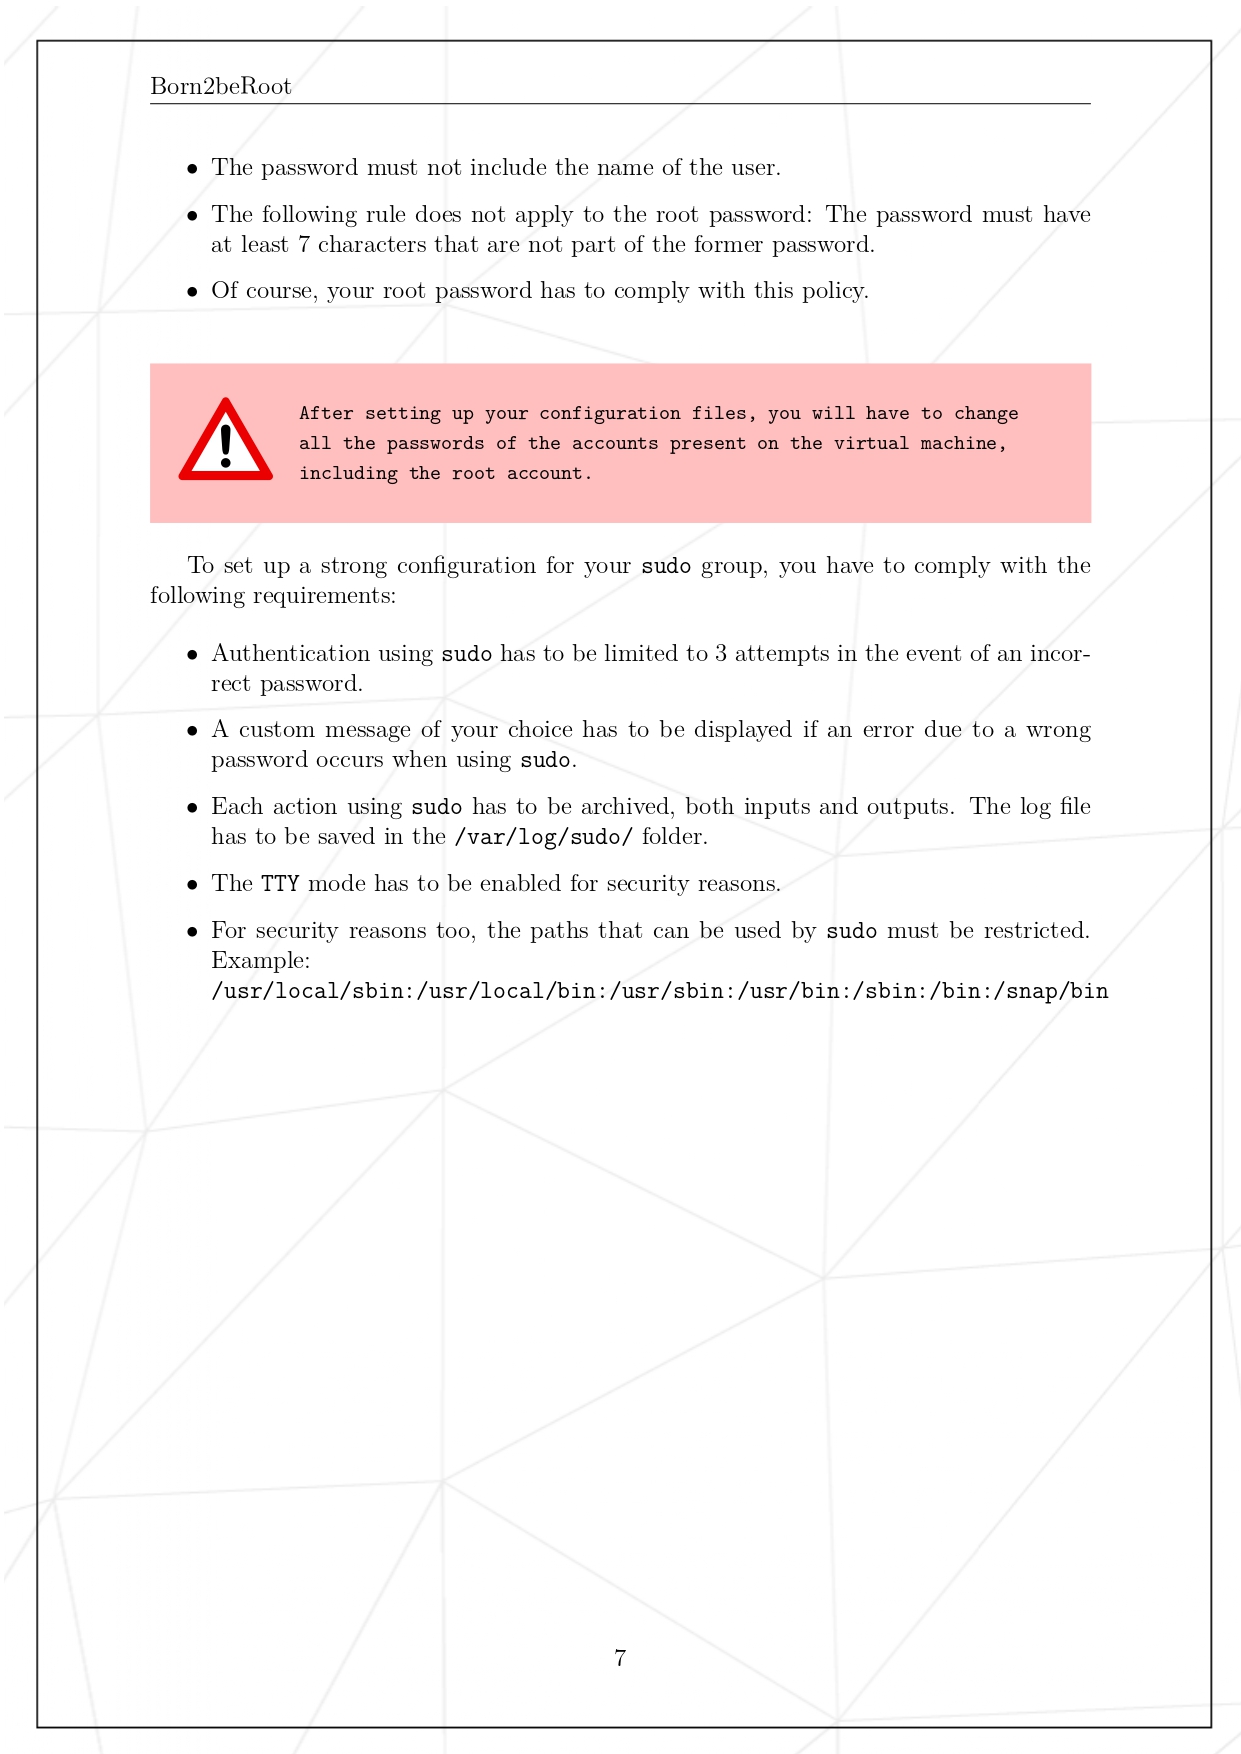 Born2beRoot
• The password must not include the name of the user.
• The following rule does not apply to the root password: The password must have
at least 7 characters that are not part of the former password.
• Of course, your root password has to comply with this policy.
After setting up your configuration files, you will have to change
all the passwords of the accounts present on the virtual machine,
including the root account.
To set up a strong configuration for your sudo group, you have to comply with the
following requirements:
• Authentication using sudo has to be limited to 3 attempts in the event of an incor-
rect password.
• A custom message of your choice has to be displayed if an error due to a wrong
password occurs when using sudo.
• Each action using sudo has to be archived, both inputs and outputs. The log file
has to be saved in the /var/log/sudo/ folder.
• The TTY mode has to be enabled for security reasons.
• For security reasons too, the paths that can be used by sudo must be restricted.
Example:
/usr/local/sbin:/usr/local/bin:/usr/sbin:/usr/bin:/sbin:/bin:/snap/bin
7